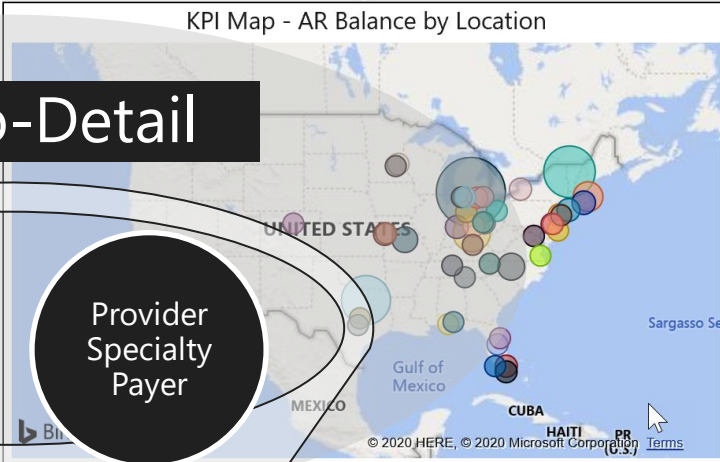 KPI Map - AR Balance by Location
-Detail
UNITED STATES
Provider
Specialty
Payer
Sargasso Se
Gulf of
Mexico
MEXICO
CUBA
HAITI
PR
(U.S.)
© 2020 HERE, © 2020 Microsoft Corporation Terms